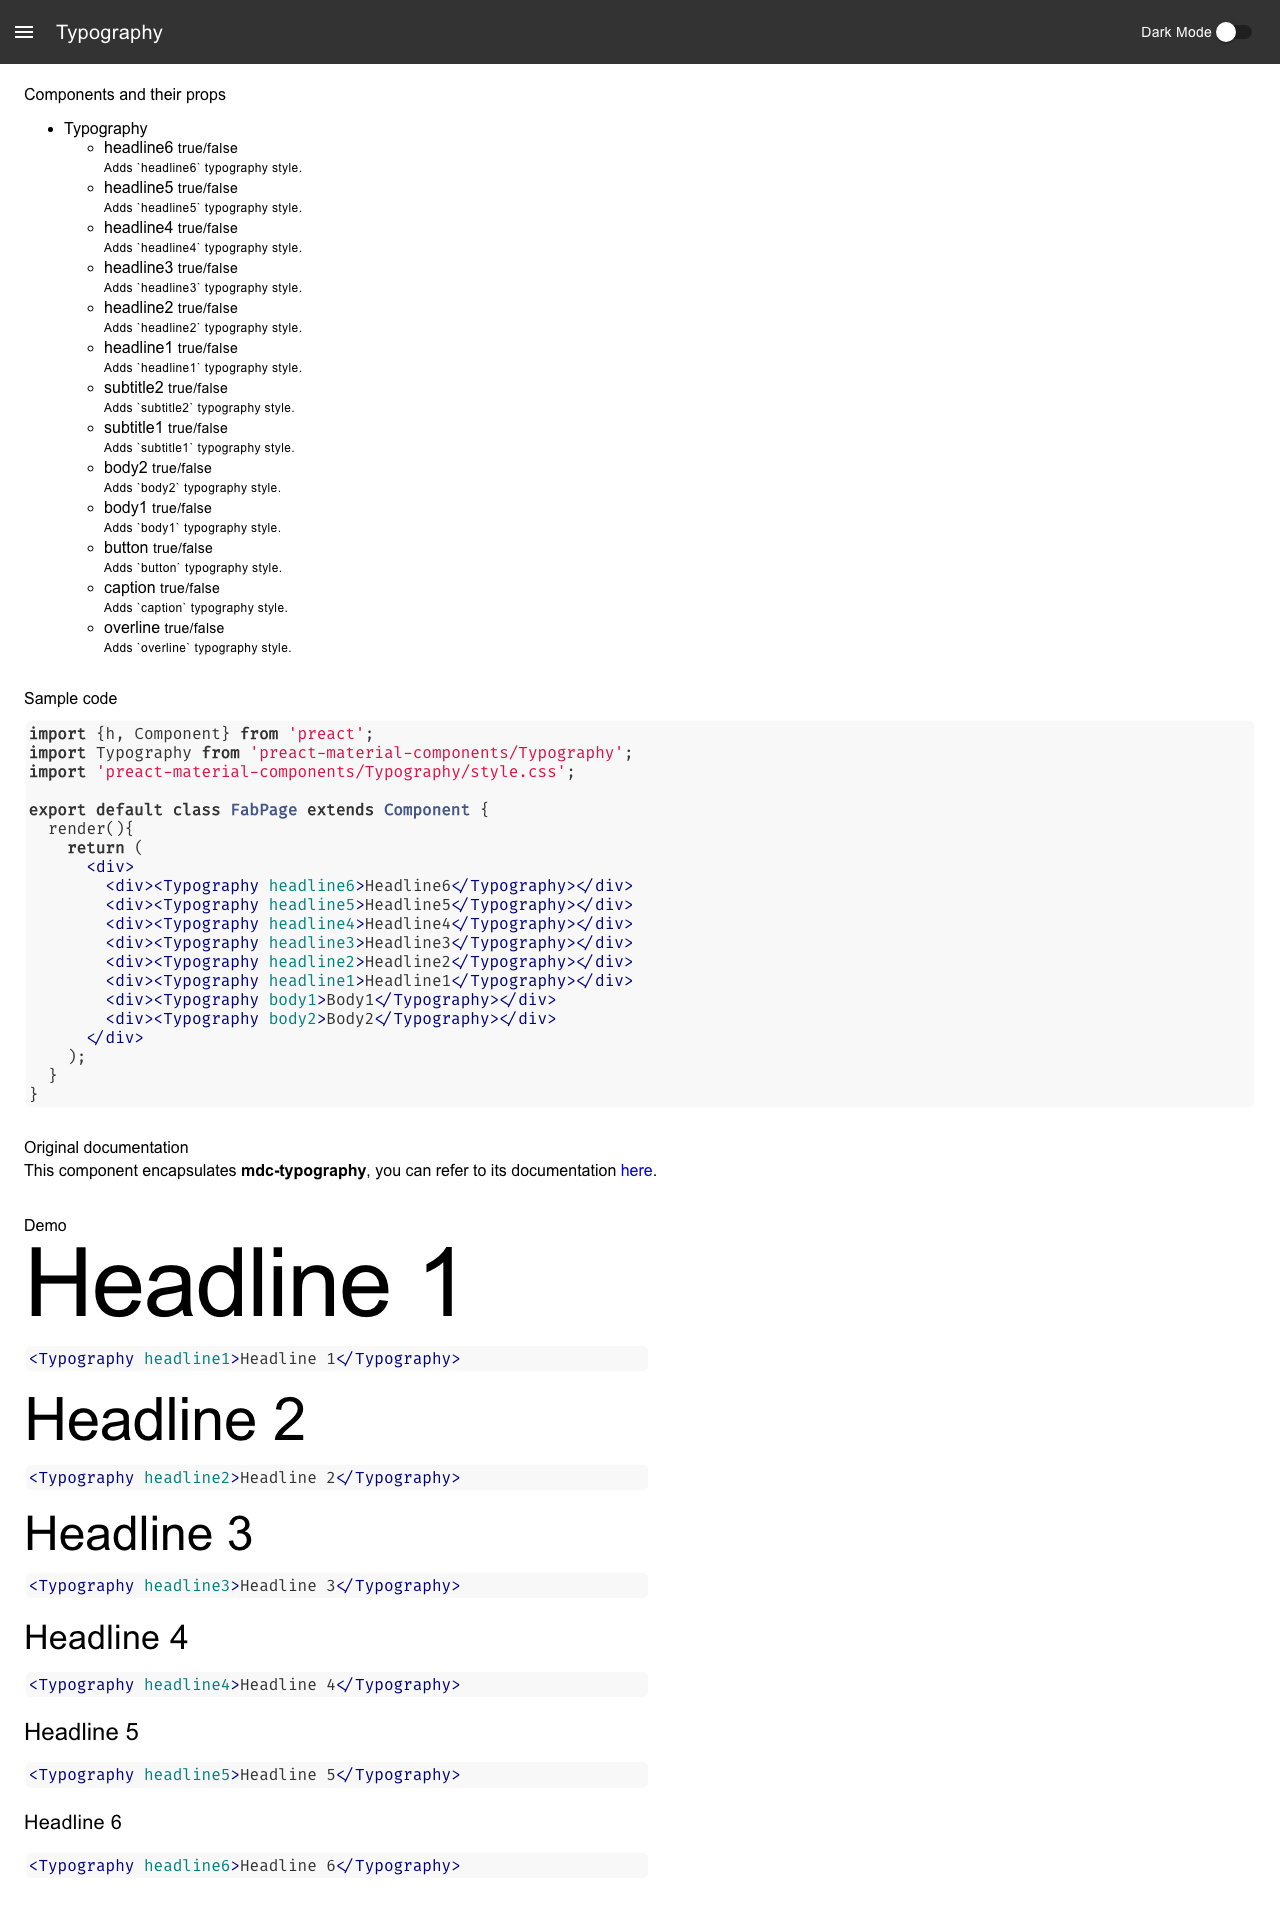 Typography
Dark Mode
Components and their props
Typography
headline6 true/false
Adds `headline6` typography style.
headline5 true/false
Adds `headline5` typography style.
headline4 true/false
Adds `headline4` typography style.
headline3 true/false
Adds `headline3` typography style.
headline2 true/false
Adds `headline2` typography style.
headline1 true/false
Adds `headline1` typography style.
subtitle2 true/false
Adds `subtitle2` typography style.
subtitle1 true/false
Adds `subtitle1` typography style.
body2 true/false
Adds `body2` typography style.
body1 true/false
Adds `body1` typography style.
button true/false
Adds `button` typography style.
caption true/false
Adds `caption` typography style.
overline true/false
Adds `overline` typography style.
Sample code
import {h, Component} from 'preact';
import Typography from 'preact-material-components/Typography';
import 'preact-material-components/Typography/style.css';
export default class FabPage extends Component {
render(){
return (
<div>
<div><Typography headline6>Headline6</Typography></div>
<div><Typography headline5>Headline5</Typography></div>
<div><Typography headline4>Headline4</Typography></div>
<div><Typography headline3>Headline3</Typography></div>
<div><Typography headline2>Headline2</Typography></div>
<div><Typography headline1>Headline1</Typography></div>
<div><Typography body1>Body1</Typography></div>
<div><Typography body2>Body2</Typography></div>
</div>
);
}
}
Original documentation
This component encapsulates mdc-typography, you can refer to its documentation here.
Demo
Headline 1
<Typography headline1>Headline 1</Typography>
Headline 2
<Typography headline2>Headline 2</Typography>
Headline 3
<Typography headline3>Headline 3</Typography>
Headline 4
<Typography headline4>Headline 4</Typography>
Headline 5
<Typography headline5>Headline 5</Typography>
Headline 6
<Typography headline6>Headline 6</Typography>